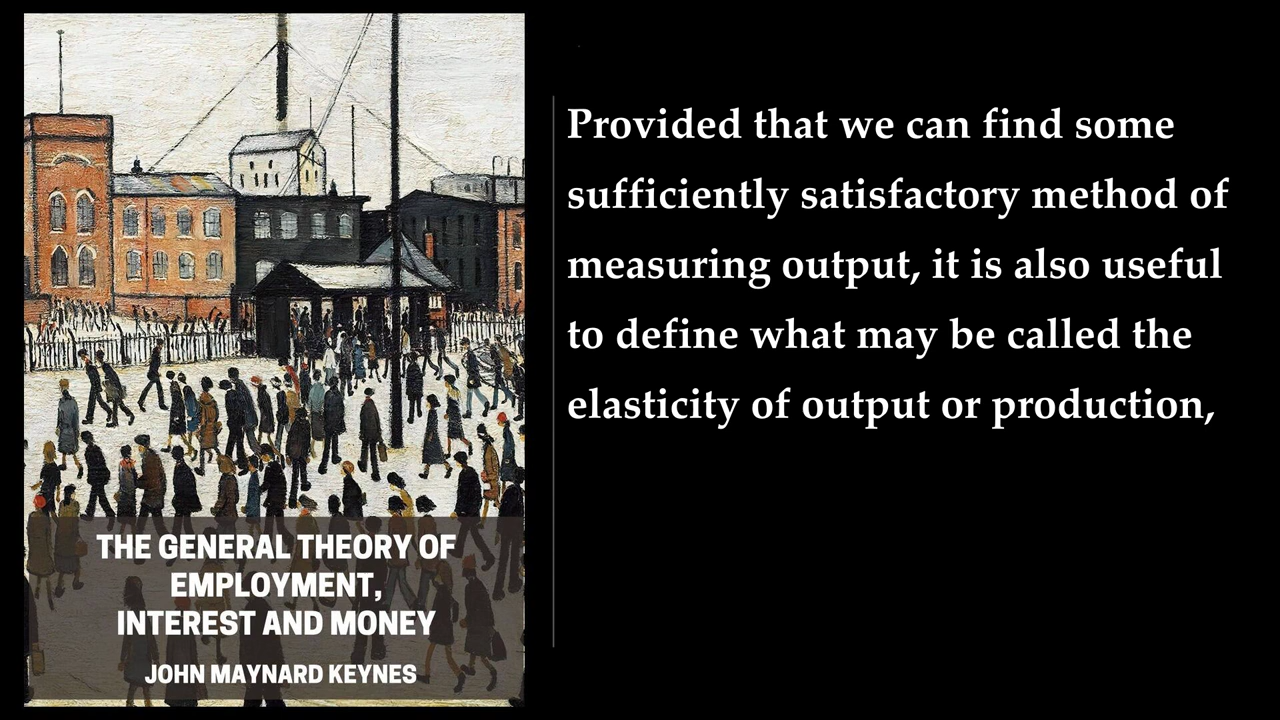 THE GENERAL THEORY OF
EMPLOYMENT,
INTEREST AND MONEY
JOHN MAYNARD KEYNES
Provided that we can find some
sufficiently satisfactory method of
measuring output, it is also useful
to define what may be called the
elasticity of output or production,